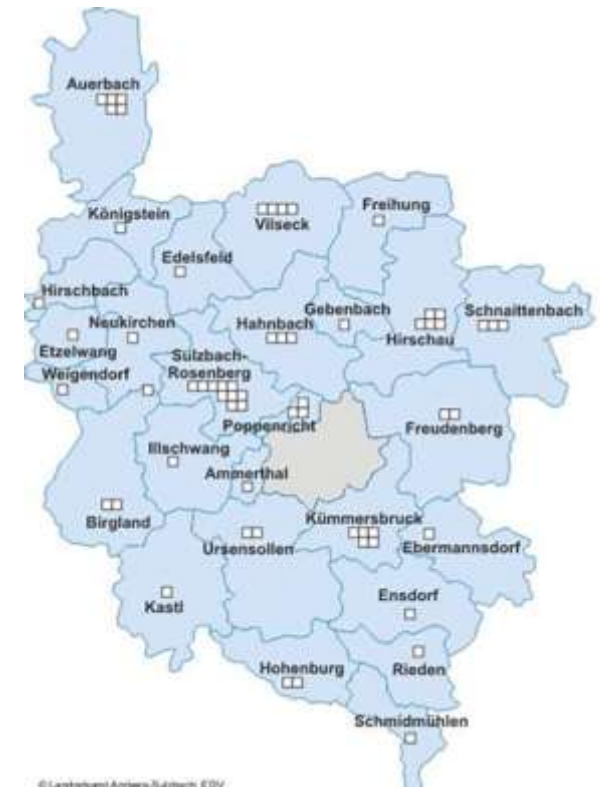 Auerbach
Königstein
Vilseck
Freihung
Edelsfeld
Hirschbach
Neukirchen
Hahnbach
Gebenbach
Hirschau
Schnaittenbach
Etzelwang
Sulzbach-
Rosenberg
Weigendorf
Poppenricht
Freudenberg
Illschwang
Ammerthal
Birgland
Kümmersbruck
Ursensollen
Ebermannsdorf
Kastl
Ensdorf
Hohenburg
Rieden
Schmidmühlen